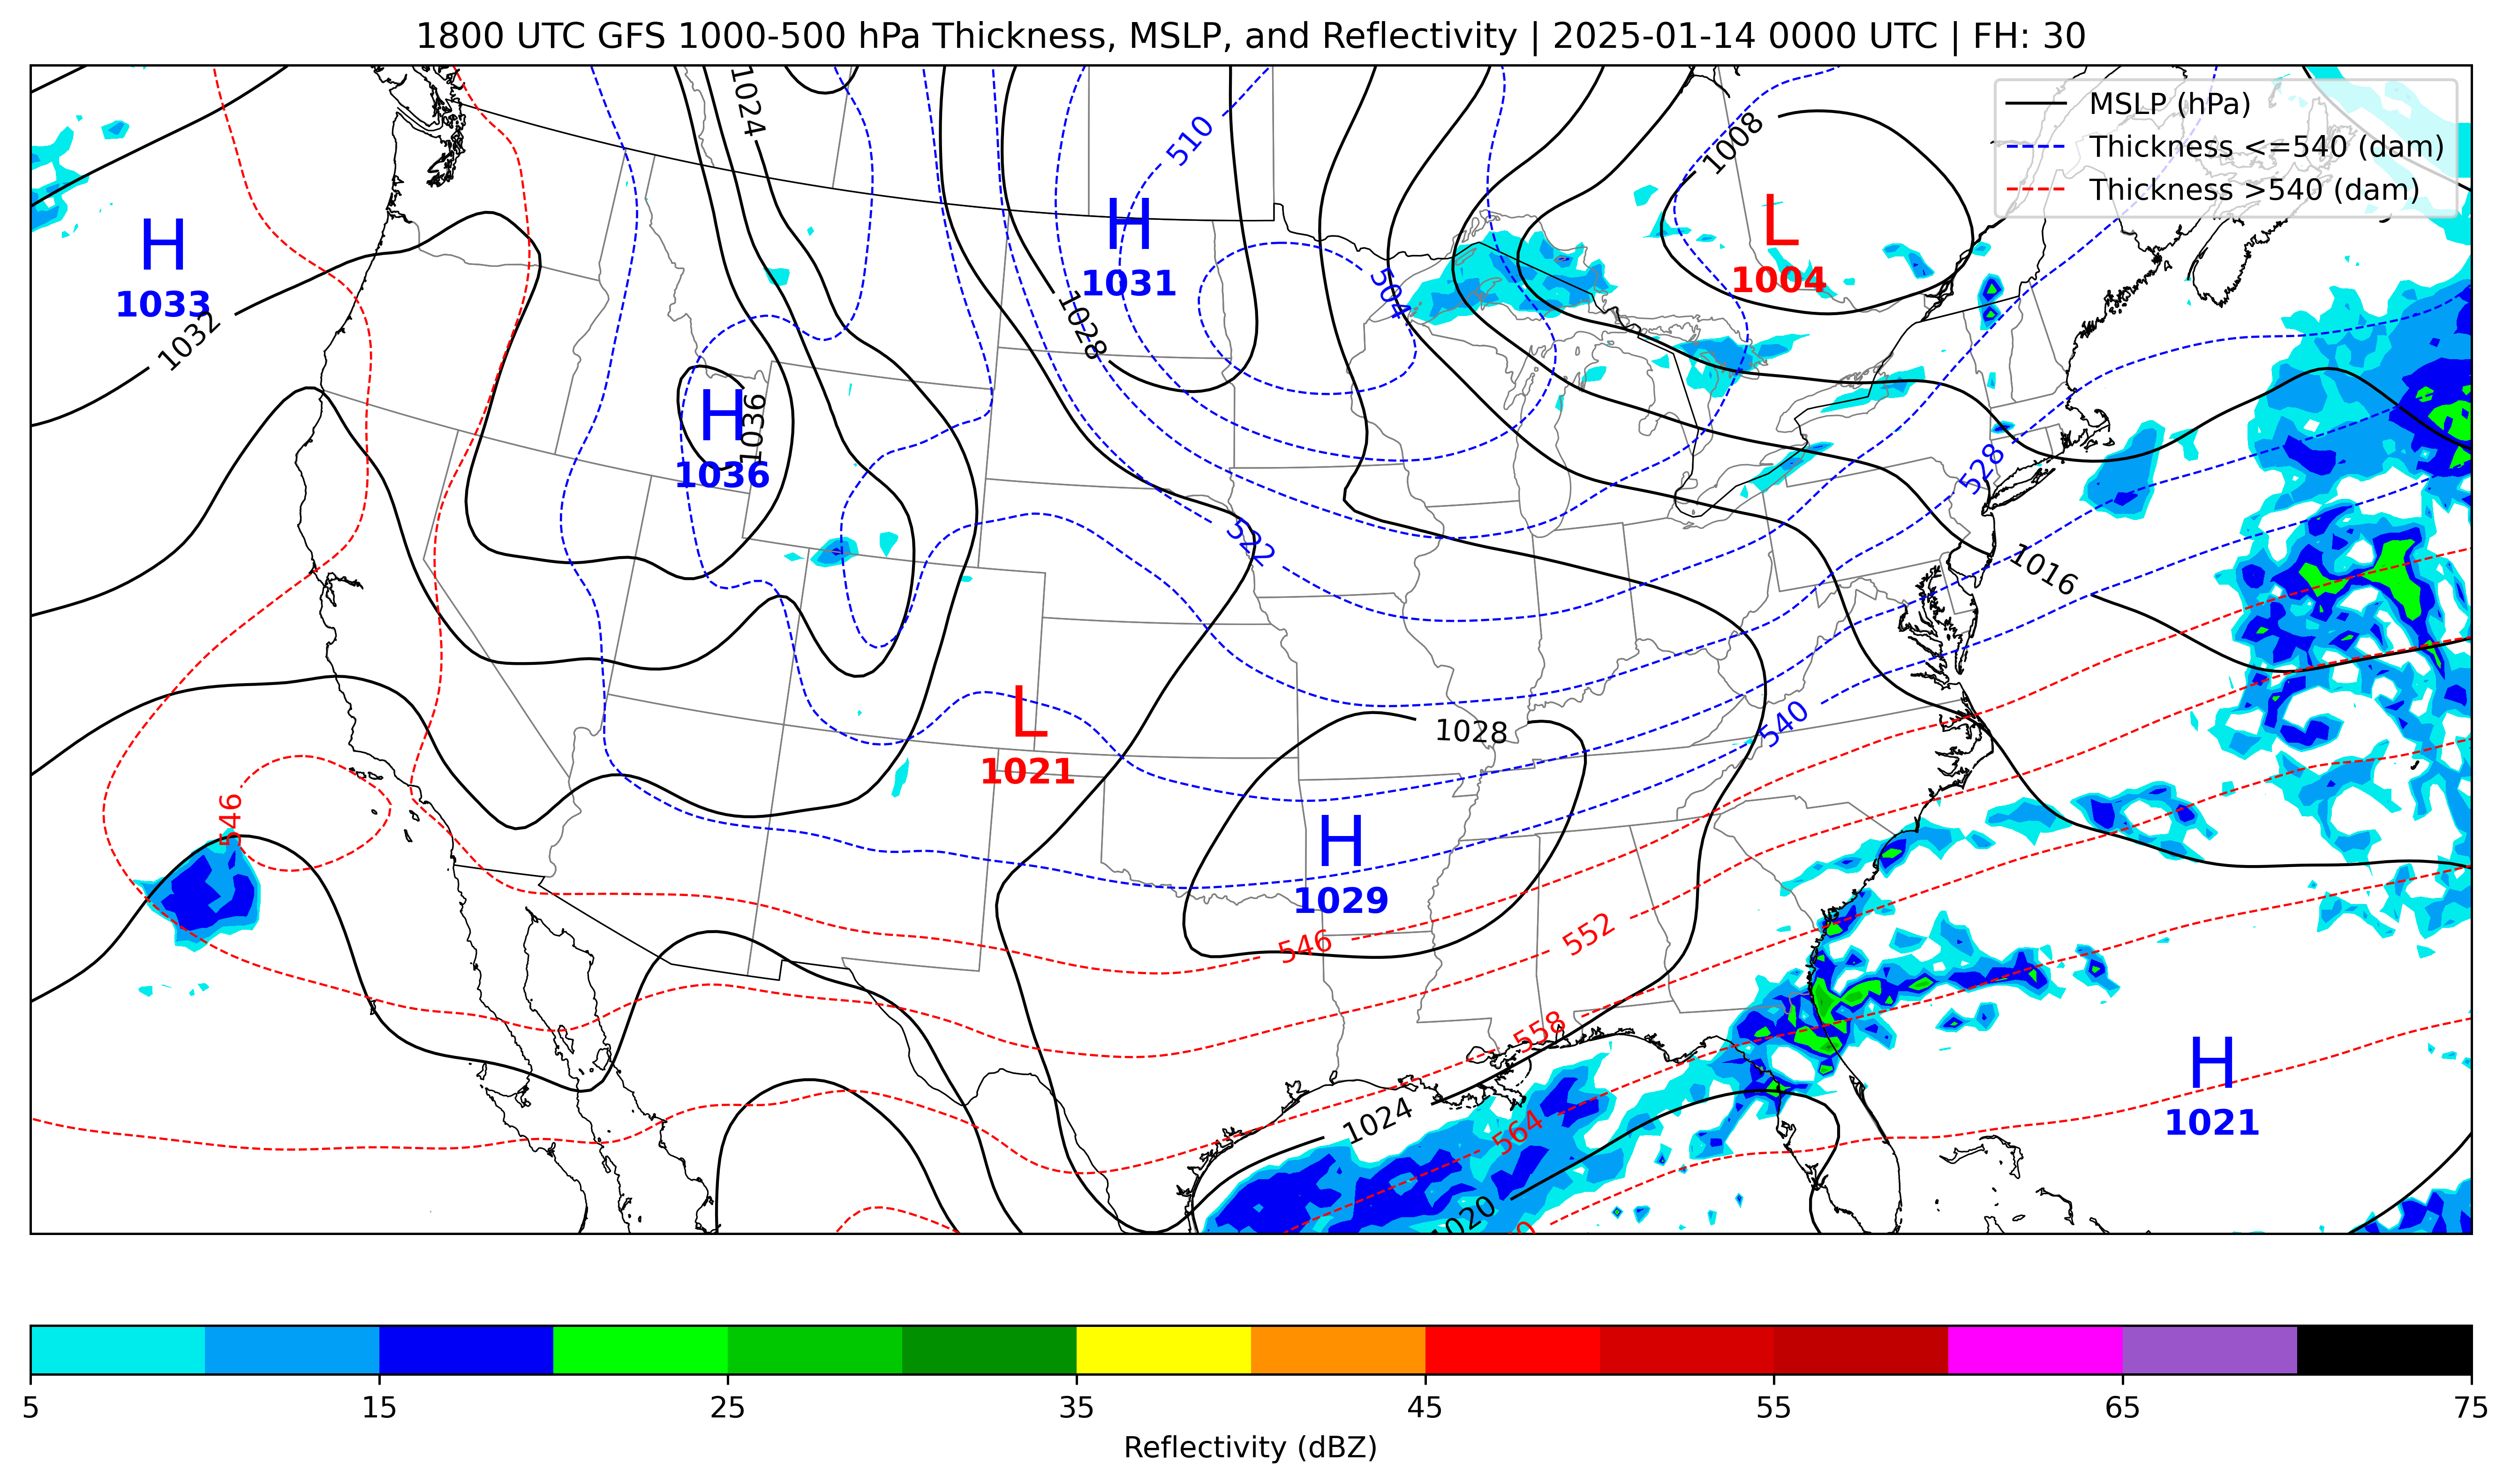 1800 UTC GFS 1000-500 hPa Thickness, MSLP, and Reflectivity | 2025-01-14 0000 UTC | FH: 30
MSLP (hPa)
Thickness <=540 (dam)
Thickness >540 (dam)
1024
510
1008
L
1004
H
1033
H
1031
1032
1028
504
H
1036
1036
528
522
1016
L
1021
1028
540
546
H
1029
546
552
558
H
1021
1024
564
1020
5
15
25
35
45
55
65
75
Reflectivity (dBZ)